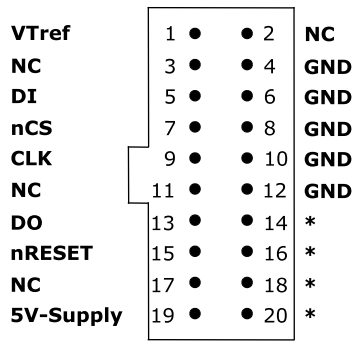 VTref 1 2 NC
NC 3 4 GND
DI 5 6 GND
nCS 7 8 GND
CLK 9 10 GND
NC 11 12 GND
DO 13 14 *
nRESET 15 16 *
NC 17 18 *
5V-Supply 19 20 *